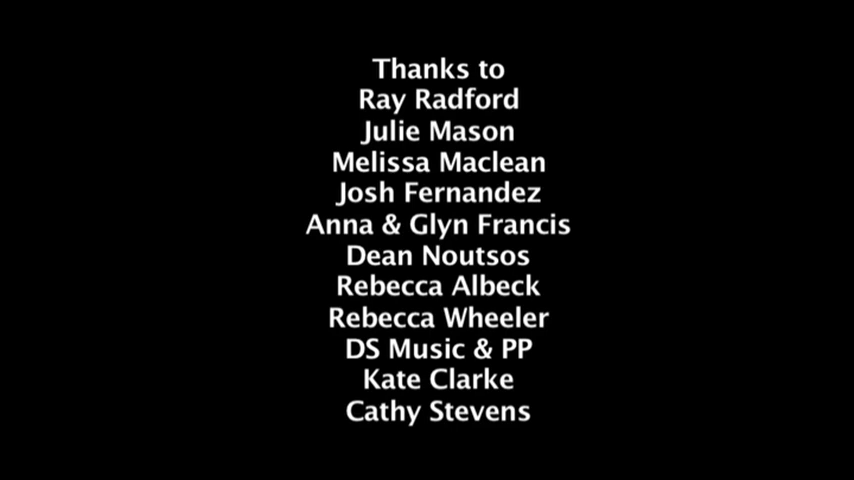 Thanks to
Ray Radford
Julie Mason
Melissa Maclean
Josh Fernandez
Anna & Glyn Francis
Dean Noutsos
Rebecca Albeck
Rebecca Wheeler
DS Music & PP
Kate Clarke
Cathy Stevens